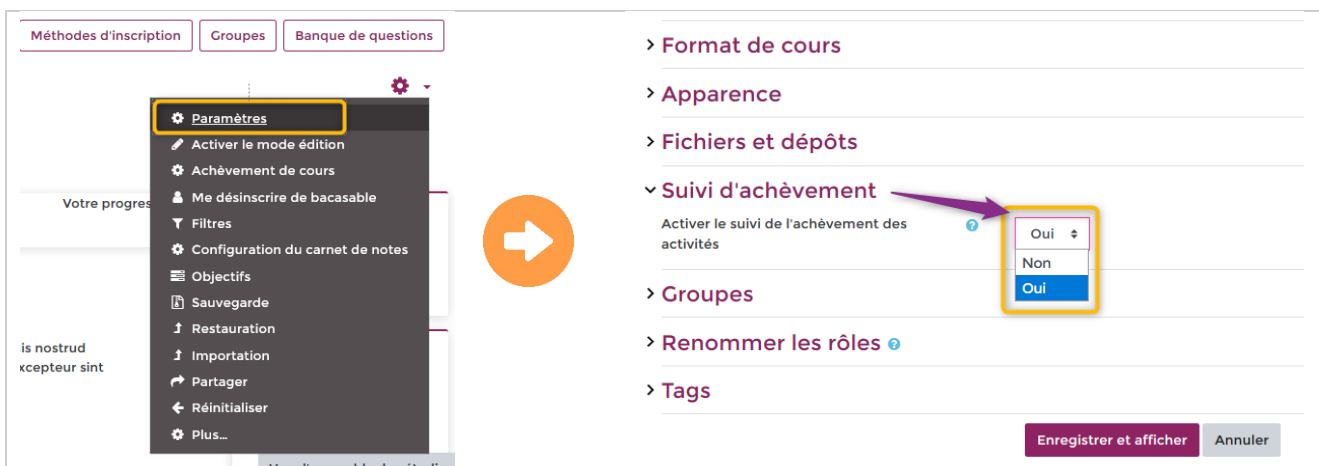 Méthodes d'inscription
Groupes
Banque de questions
Paramètres
Activer le mode édition
Achèvement de cours
Me désinscrire de bacasable
Filtres
Configuration du carnet de notes
Objectifs
Sauvegarde
Restauration
Importation
Partager
Réinitialiser
Plus...
Votre progres
is nostrud
xcepteur sint
Format de cours
Apparence
Fichiers et dépôts
Suivi d'achèvement
Activer le suivi de l'achèvement des
activités
Oui
Non
Oui
Groupes
Renommer les rôles
Tags
Enregistrer et afficher
Annuler